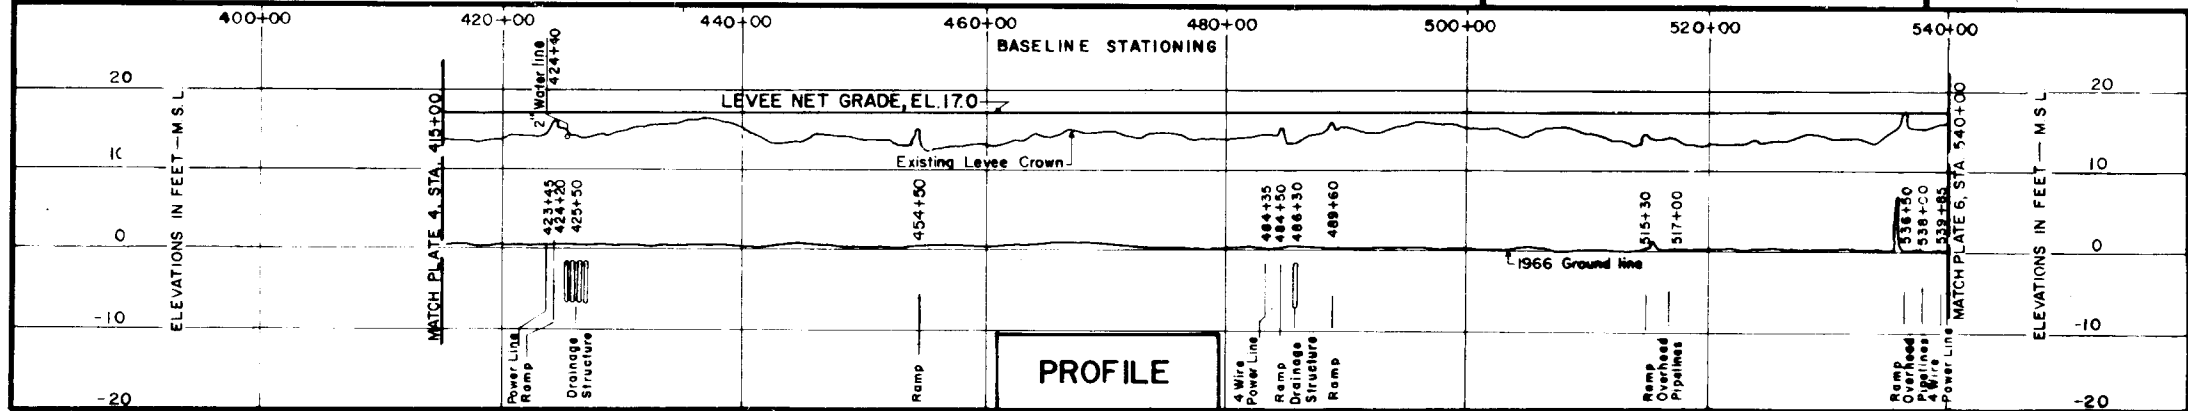 400+00
420+00
440+00
460+00
480+00
500+00
520+00
540+00
BASELINE STATIONING
20
10
0
-10
-20
ELEVATIONS IN FEET—M.S.L.
MATCH PLATE 4, STA. 415+00
2" Water line
424+40
LEVEE NET GRADE, EL.17.0
Existing Levee Crown
423+45
424+20
425+50
454+50
484+35
484+50
486+30
489+60
515+30
517+00
536+50
538+00
539+85
1966 Ground line
Power Line
Ramp
Drainage
Structure
Ramp
PROFILE
4-Wire
Power Line
Ramp
Drainage
Structure
Ramp
Ramp
Overhead
Pipelines
Ramp
Overhead
Pipelines
4-Wire
Power Line
MATCH PLATE 6, STA 540+00
ELEVATIONS IN FEET—M S L
20
10
0
-10
-20